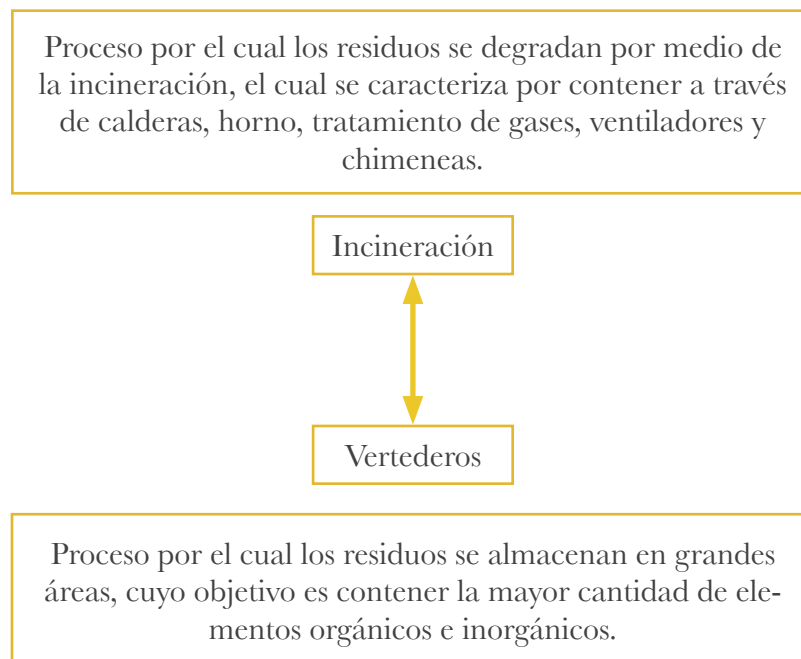 Proceso por el cual los residuos se degradan por medio de
la incineración, el cual se caracteriza por contener a través
de calderas, horno, tratamiento de gases, ventiladores y
chimeneas.
Incineración
Vertederos
Proceso por el cual los residuos se almacenan en grandes
áreas, cuyo objetivo es contener la mayor cantidad de ele-
mentos orgánicos e inorgánicos.